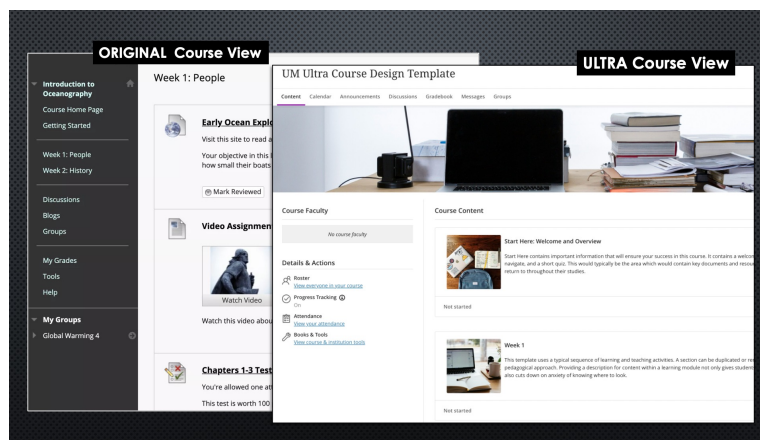 ORIGINAL Course View
Introduction to
Oceanography
Course Home Page
Getting Started
Week 1: People
Week 2: History
Discussions
Blogs
Groups
My Grades
Tools
Help
My Groups
Global Warming 4
Week 1: People
Early Ocean
Visit this site to read a
Your objective in this
how small their boats
Mark Reviewed
Video
Watch Video
Watch this video
Chapters 1-3 Test
You're allowed one
This test is worth 100
ULTRA Course View
UM Ultra Course Design Template
Content Calendar Announcements Discussions Gradebook Messages Groups
Course Faculty
No course faculty
Details & Actions
Roster
View everyone in your course
Progress Tracking
On
Attendance
View your attendance
Books & Tools
View course & institution tools
Course Content
Start Here: Welcome and Overview
Start Here contains important information that will ensure your success in this course. It contains a
navigate, and a short quiz. This would typically be the area which would contain key documents and
return to throughout their studies.
Not started
Week 1
This template uses a typical sequence of learning and teaching activities. A section can be duplicated or
pedagogical approach. Providing a description for content within a learning module not only gives
also cuts down on anxiety of knowing where to look.
Not started